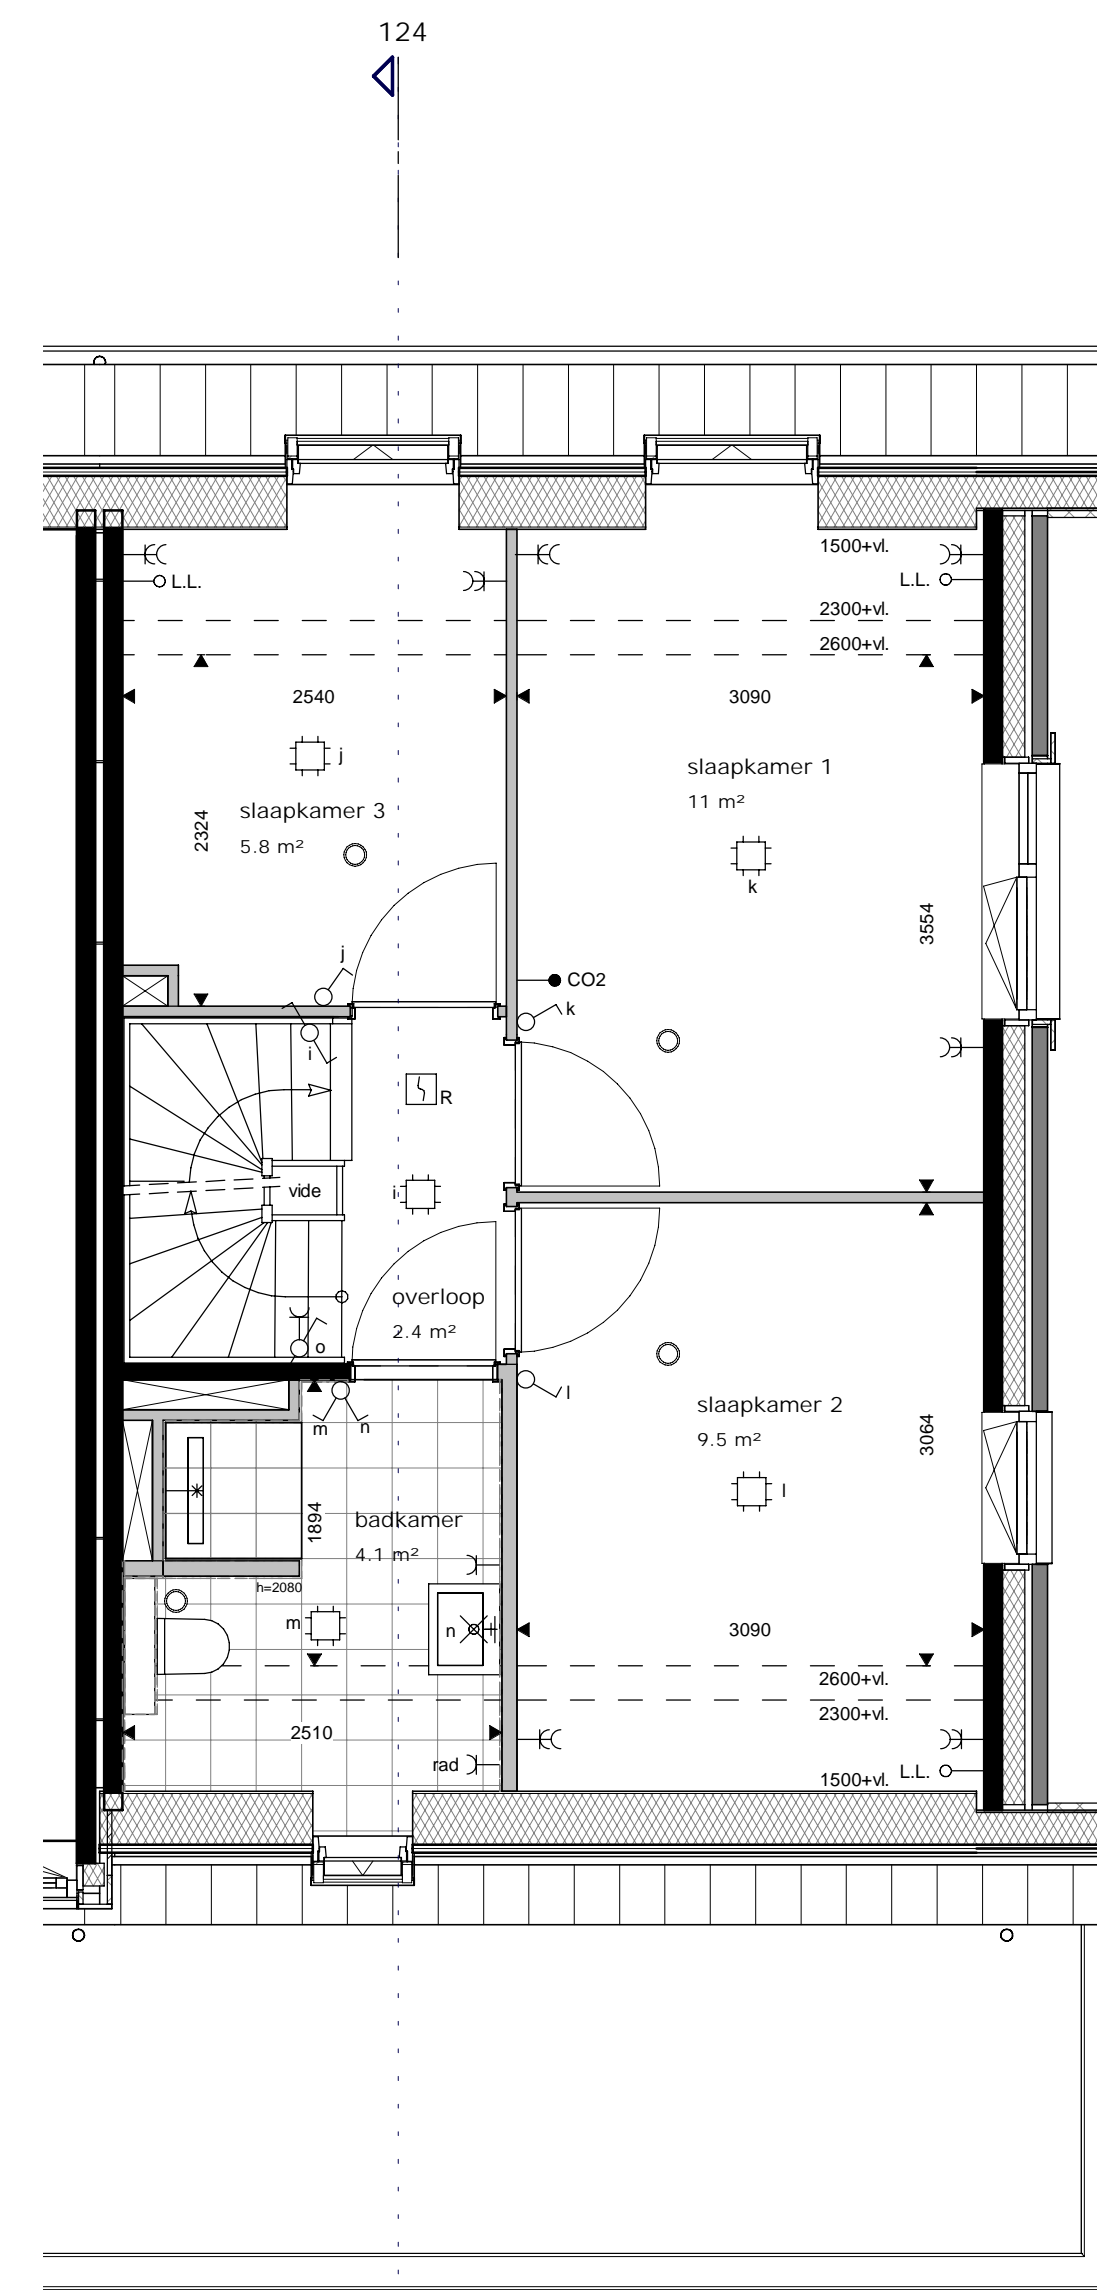 124
1500+vl.
L.L.
L.L.
2300+vl.
2600+vl.
2540
3090
j
slaapkamer 1
11 m²
slaapkamer 3
5.8 m²
2324
k
3554
j
CO2
k
i
R
vide
i
overloop
2.4 m²
o
l
m
n
slaapkamer 2
9.5 m²
3064
l
1894
badkamer
4.1 m²
h=2080
m
n
3090
2600+vl.
2300+vl.
2510
rad
L.L.
1500+vl.